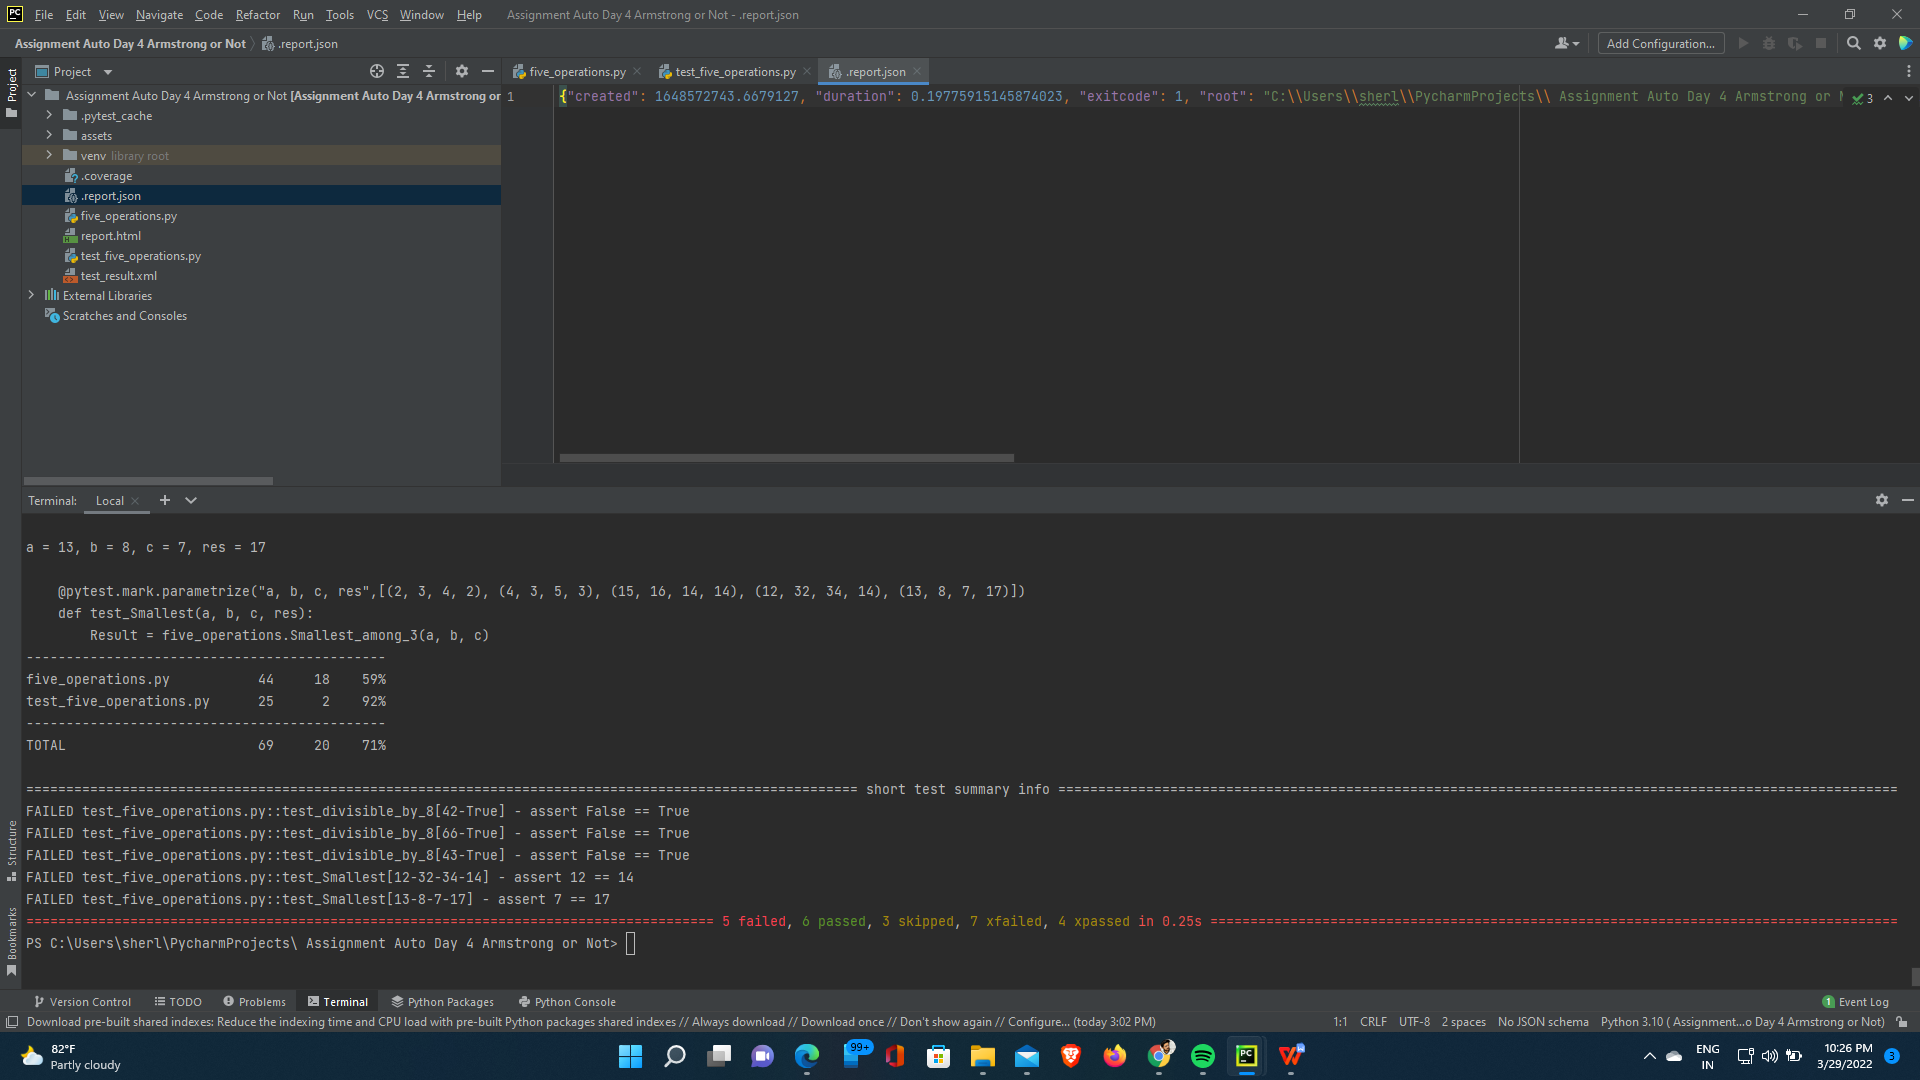 PC File Edit View Navigate Code Refactor Run Tools VCS Window Help Assignment Auto Day 4 Armstrong or Not - .report.json
Assignment Auto Day 4 Armstrong or Not .report.json Add Configuration...
Project
Project
five_operations.py test_five_operations.py .report.json
Assignment Auto Day 4 Armstrong or Not [Assignment Auto Day 4 Armstrong or
.pytest_cache
assets
venv library root
.coverage
.report.json
five_operations.py
report.html
test_five_operations.py
test_result.xml
External Libraries
Scratches and Consoles
1 {"created": 1648572743.6679127, "duration": 0.19775915145874023, "exitcode": 1, "root": "C:\\Users\\sherl\\PycharmProjects\\ Assignment Auto Day 4 Armstrong or N 3
Terminal: Local
a = 13, b = 8, c = 7, res = 17
@pytest.mark.parametrize("a, b, c, res",[(2, 3, 4, 2), (4, 3, 5, 3), (15, 16, 14, 14), (12, 32, 34, 14), (13, 8, 7, 17)])
def test_Smallest(a, b, c, res):
Result = five_operations.Smallest_among_3(a, b, c)
---------------------------------------------
five_operations.py 44 18 59%
test_five_operations.py 25 2 92%
---------------------------------------------
TOTAL 69 20 71%
======== short test summary info ========
FAILED test_five_operations.py::test_divisible_by_8[42-True] - assert False == True
FAILED test_five_operations.py::test_divisible_by_8[66-True] - assert False == True
FAILED test_five_operations.py::test_divisible_by_8[43-True] - assert False == True
FAILED test_five_operations.py::test_Smallest[12-32-34-14] - assert 12 == 14
FAILED test_five_operations.py::test_Smallest[13-8-7-17] - assert 7 == 17
======== 5 failed, 6 passed, 3 skipped, 7 xfailed, 4 xpassed in 0.25s ========
PS C:\Users\sherl\PycharmProjects\ Assignment Auto Day 4 Armstrong or Not>
Structure
Bookmarks
Version Control TODO Problems Terminal Python Packages Python Console 1 Event Log
Download pre-built shared indexes: Reduce the indexing time and CPU load with pre-built Python packages shared indexes // Always download // Download once // Don't show again // Configure... (today 3:02 PM) 1:1 CRLF UTF-8 2 spaces No JSON schema Python 3.10 ( Assignment...o Day 4 Armstrong or Not)
82°F
Partly cloudy
99+
PC
ENG
IN
10:26 PM
3/29/2022
3